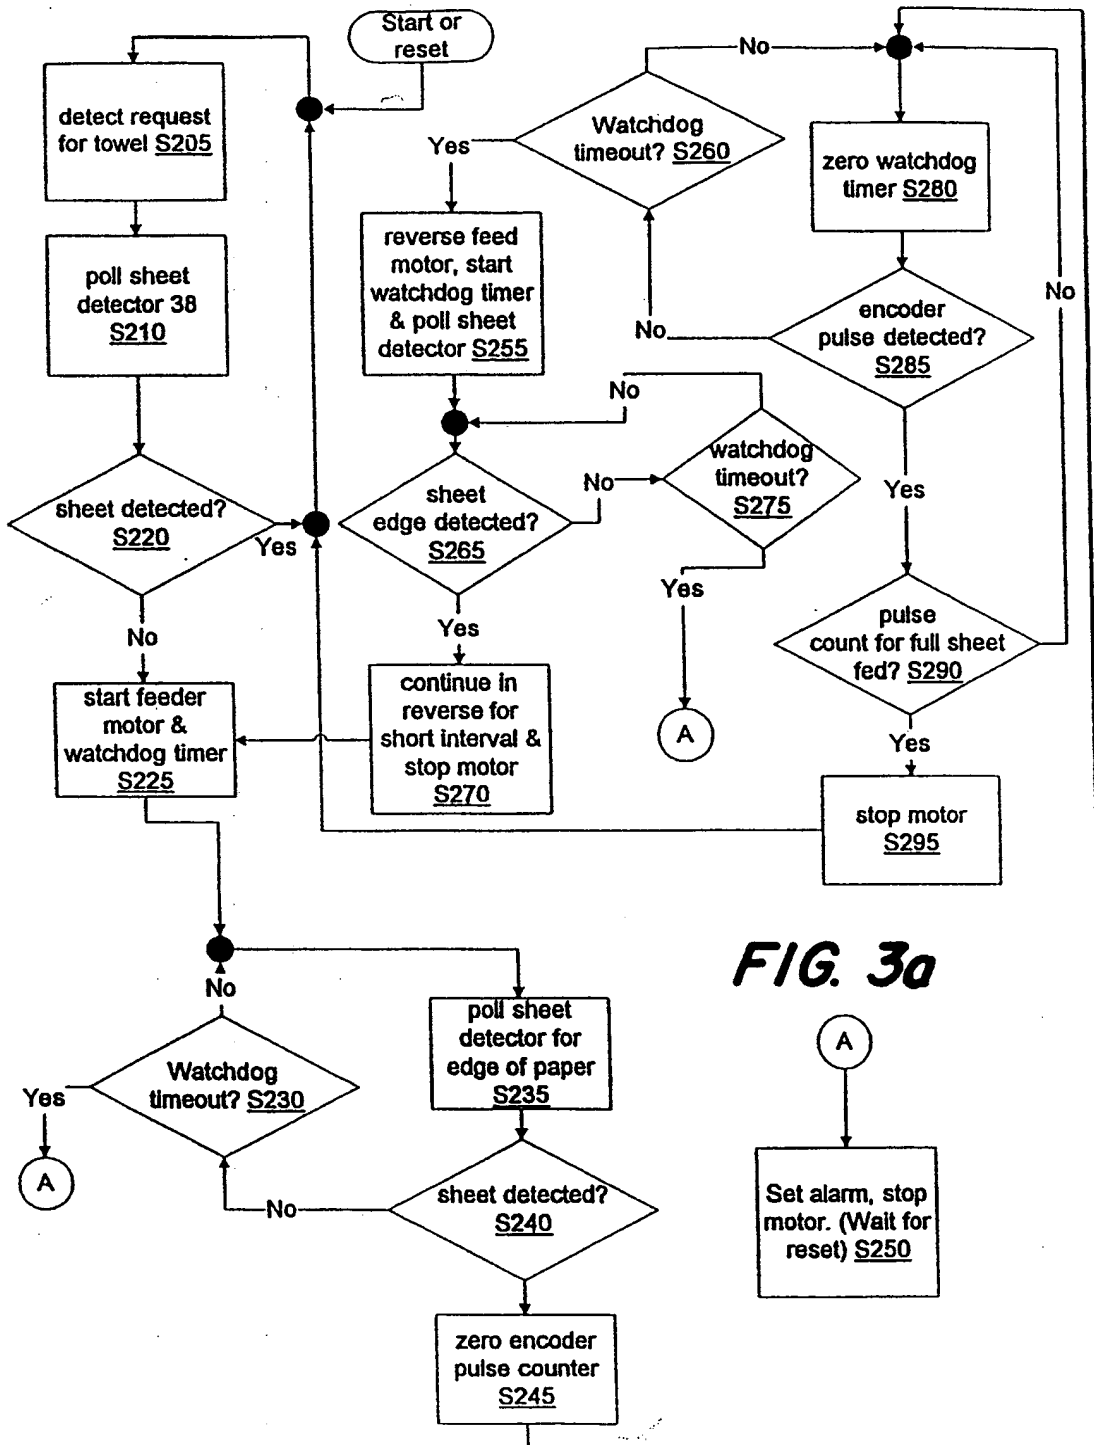 Start or
reset
detect request
for towel S205
poll sheet
detector 38
S210
sheet detected?
S220
Yes
No
start feeder
motor &
watchdog timer
S225
Watchdog
timeout? S260
No
Yes
reverse feed
motor, start
watchdog timer
& poll sheet
detector S255
sheet
edge detected?
S265
No
Yes
continue in
reverse for
short interval &
stop motor
S270
No
watchdog
timeout?
S275
Yes
A
zero watchdog
timer S280
encoder
pulse detected?
S285
No
Yes
No
pulse
count for full sheet
fed? S290
Yes
stop motor
S295
No
Watchdog
timeout? S230
Yes
A
poll sheet
detector for
edge of paper
S235
sheet detected?
S240
No
zero encoder
pulse counter
S245
FIG. 3a
A
Set alarm, stop
motor. (Wait for
reset) S250